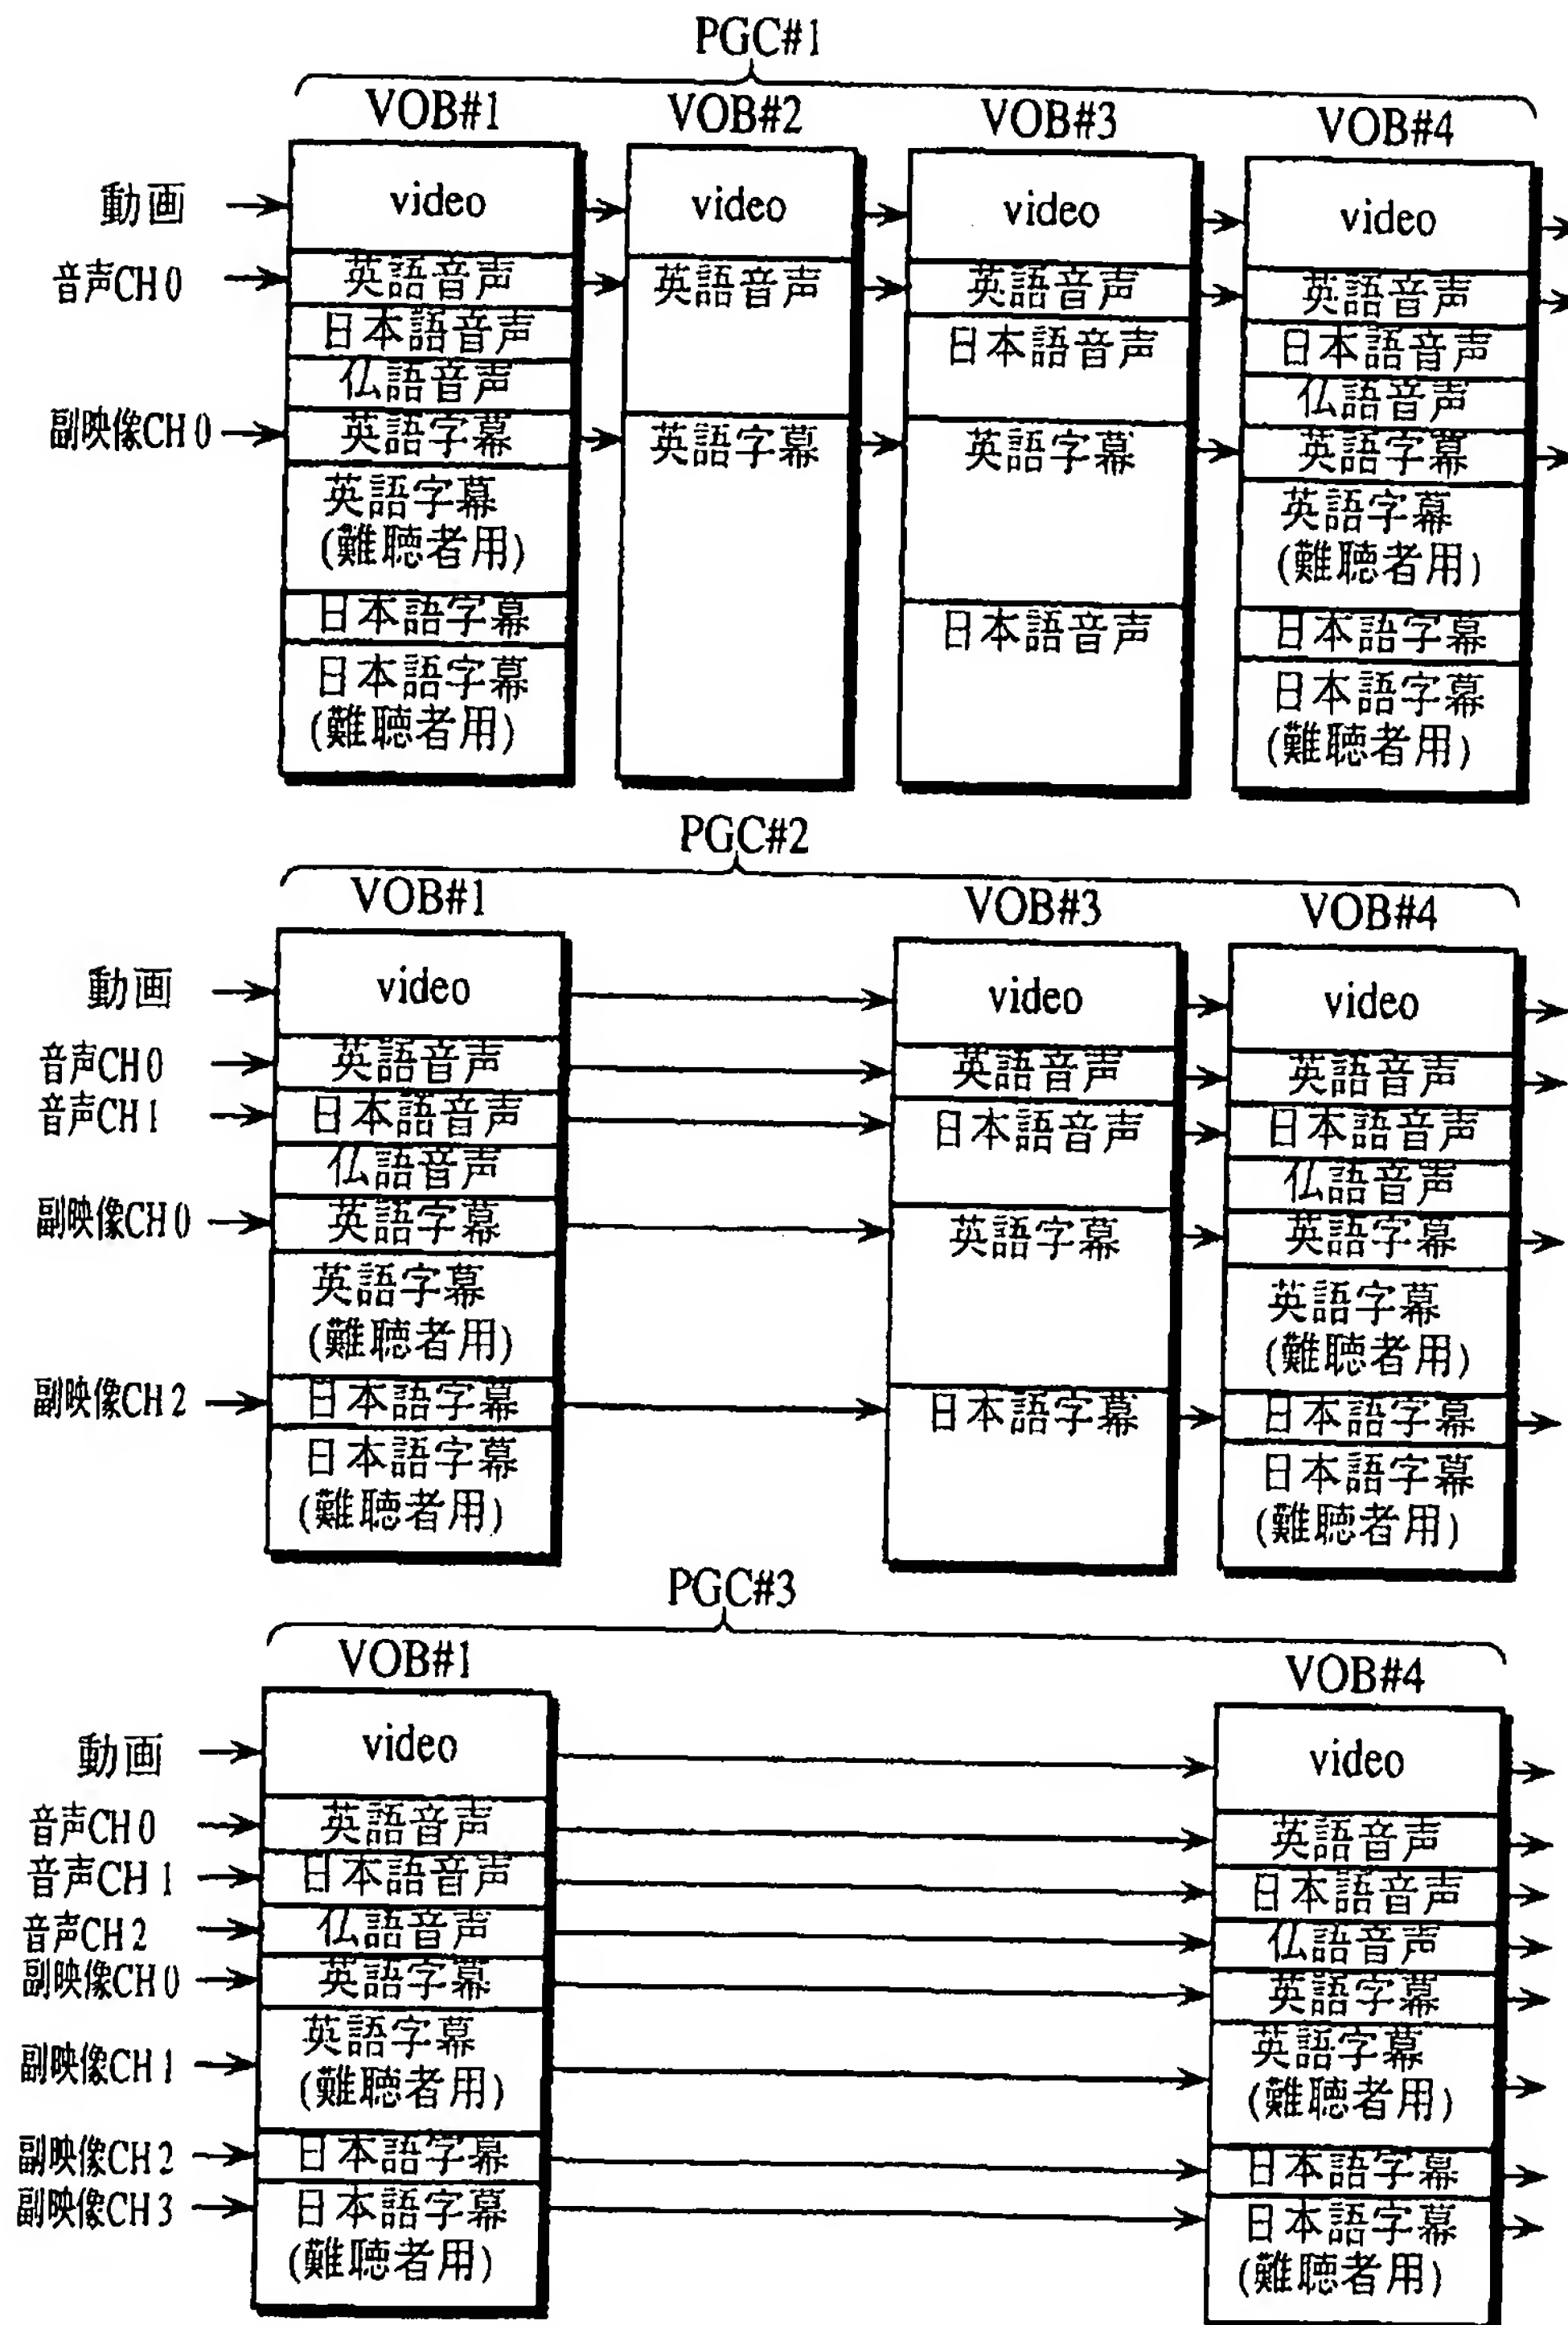 PGC#1
VOB#1
VOB#2
VOB#3
VOB#4
動画
video
video
video
video
音声CH0
英語音声
英語音声
英語音声
英語音声
日本語音声
日本語音声
日本語音声
仏語音声
仏語音声
副映像CH0
英語字幕
英語字幕
英語字幕
英語字幕
英語字幕
(難聴者用)
英語字幕
(難聴者用)
日本語字幕
日本語音声
日本語字幕
日本語字幕
(難聴者用)
日本語字幕
(難聴者用)
PGC#2
VOB#1
VOB#3
VOB#4
動画
video
video
video
音声CH0
英語音声
英語音声
英語音声
音声CH1
日本語音声
日本語音声
日本語音声
仏語音声
仏語音声
副映像CH0
英語字幕
英語字幕
英語字幕
英語字幕
(難聴者用)
英語字幕
(難聴者用)
副映像CH2
日本語字幕
日本語字幕
日本語字幕
日本語字幕
(難聴者用)
日本語字幕
(難聴者用)
PGC#3
VOB#1
VOB#4
動画
video
video
音声CH0
英語音声
英語音声
音声CH1
日本語音声
日本語音声
音声CH2
仏語音声
仏語音声
副映像CH0
英語字幕
英語字幕
副映像CH1
英語字幕
(難聴者用)
英語字幕
(難聴者用)
副映像CH2
日本語字幕
日本語字幕
副映像CH3
日本語字幕
(難聴者用)
日本語字幕
(難聴者用)